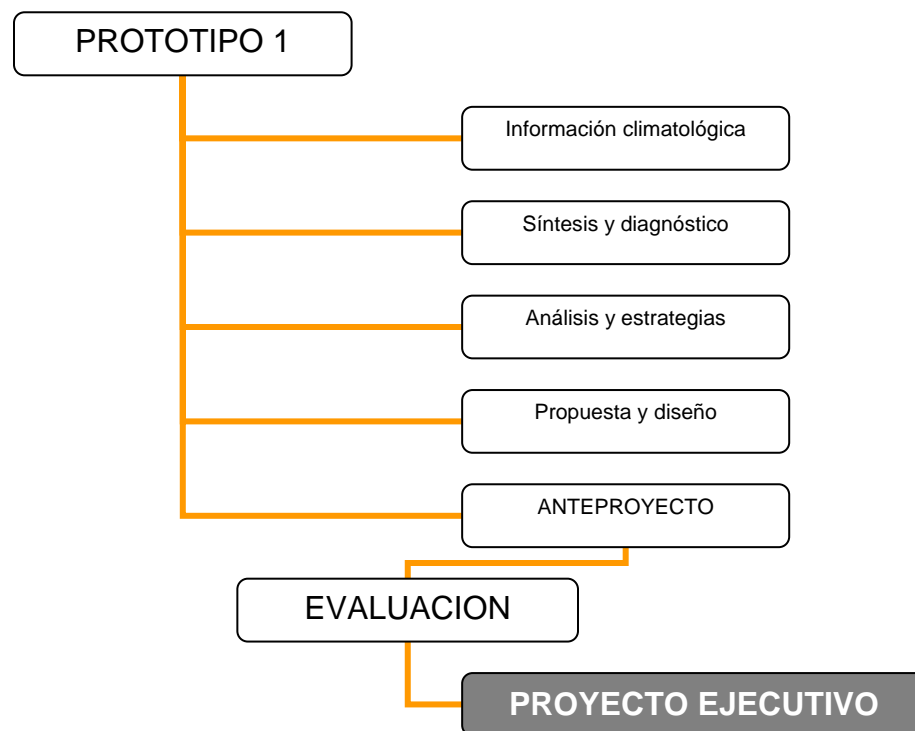 PROTOTIPO 1
Información climatológica
Síntesis y diagnóstico
Análisis y estrategias
Propuesta y diseño
ANTEPROYECTO
EVALUACION
PROYECTO EJECUTIVO